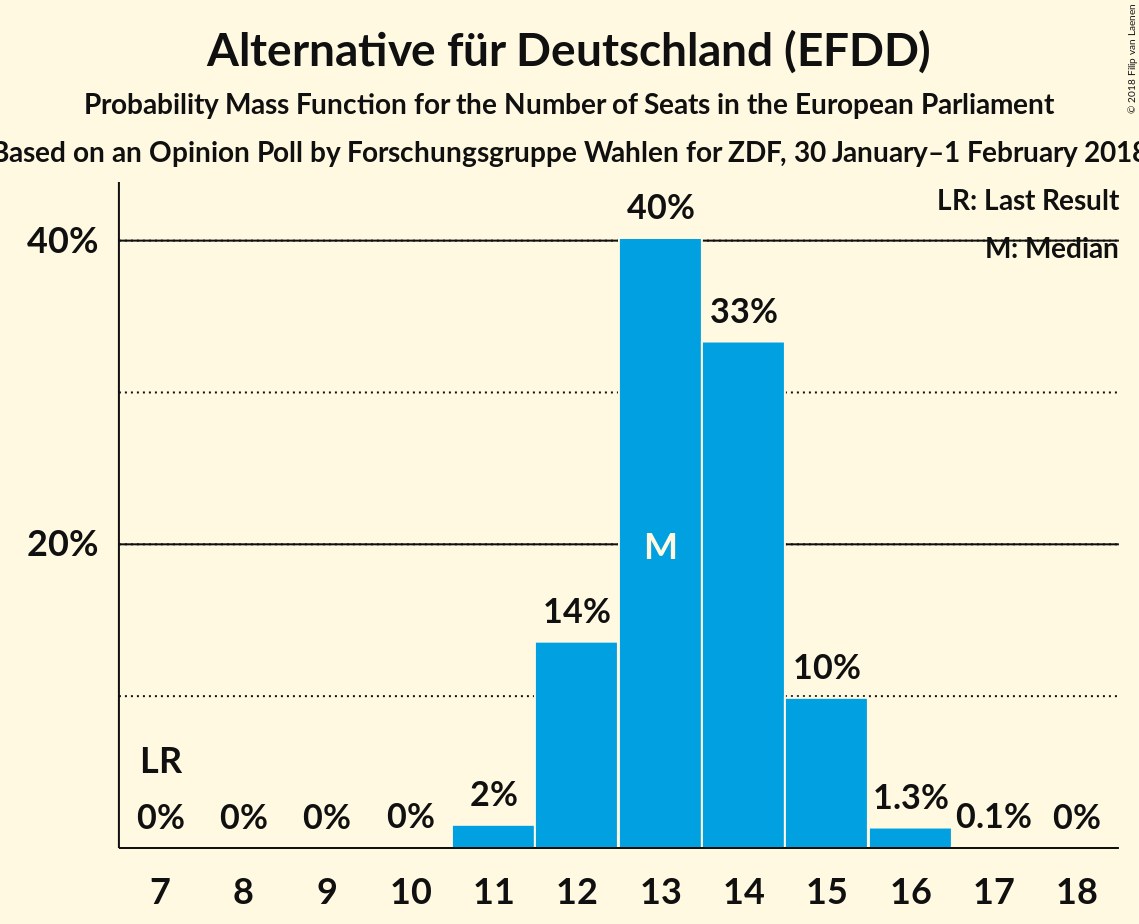 Alternative für Deutschland (EFDD)
Probability Mass Function for the Number of Seats in the European Parliament
Based on an Opinion Poll by Forschungsgruppe Wahlen for ZDF, 30 January–1 February 2018
© 2018 Filip van Laenen
LR: Last Result
M: Median
40%
20%
40%
33%
M
14%
10%
LR
2%
1.3%
0% 0% 0% 0% 0.1% 0%
7 8 9 10 11 12 13 14 15 16 17 18